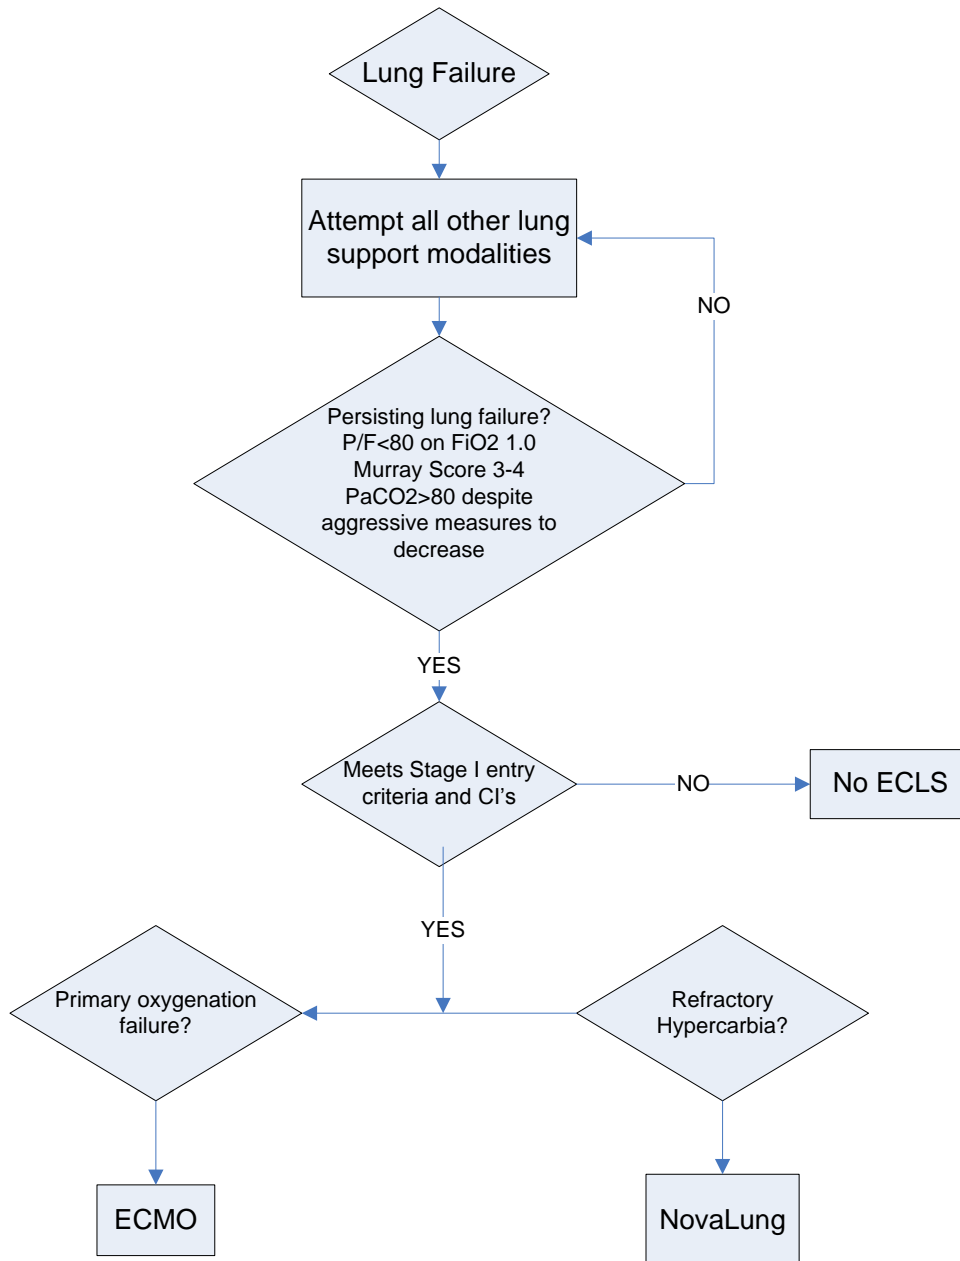 Lung Failure
Attempt all other lung
support modalities
NO
Persisting lung failure?
P/F<80 on FiO2 1.0
Murray Score 3-4
PaCO2>80 despite
aggressive measures to
decrease
YES
Meets Stage I entry
criteria and CI's
NO
No ECLS
YES
Primary oxygenation
failure?
Refractory
Hypercarbia?
ECMO
NovaLung